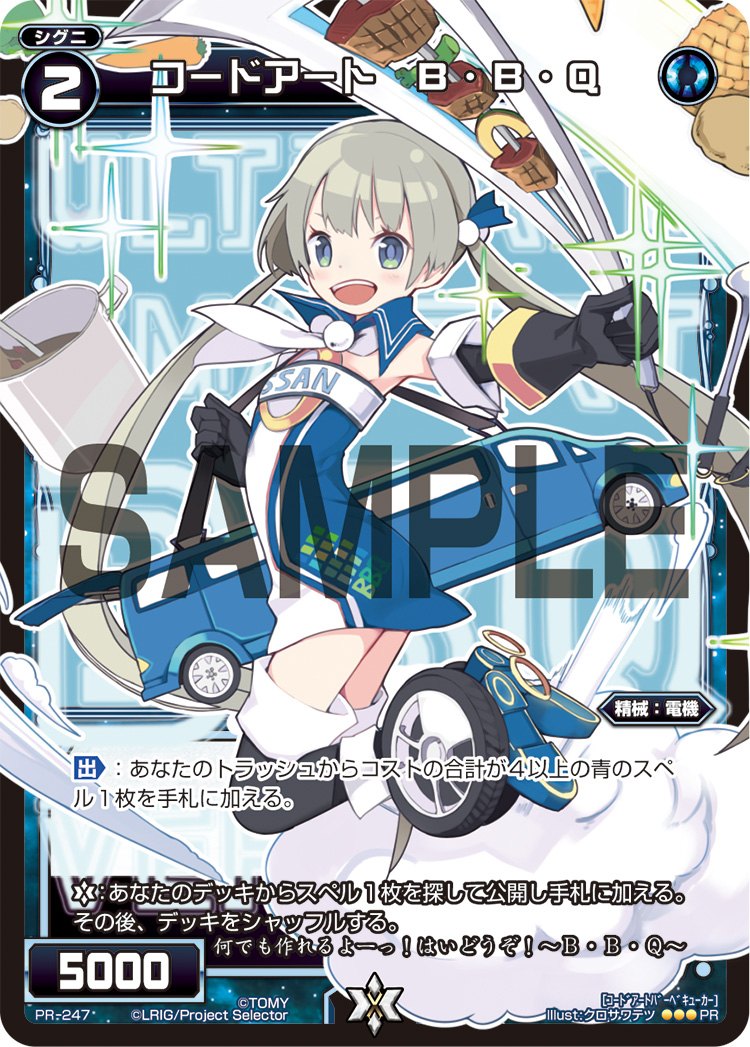 シグニ
2
コードアート B・B・Q
SSAN
SAMPLE
精械：電機
出：あなたのトラッシュからコストの合計が4以上の青のスペ
ル1枚を手札に加える。
：あなたのデッキからスペル1枚を探して公開し手札に加える。
その後、デッキをシャッフルする。
何でも作れるよーっ！はいどうぞ！～B・B・Q～
5000
PR-247
©TOMY
©LRIG/Project Selector
[コードアートバーベキューカー]
Illust:クロサワテツ
PR